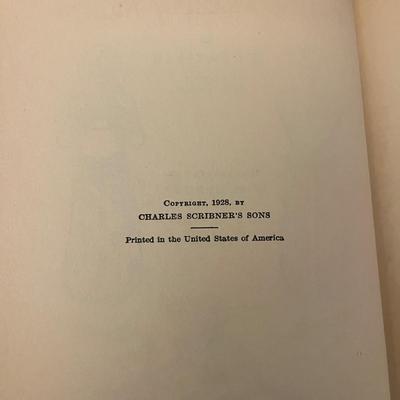 Copyright, 1928, by
CHARLES SCRIBNER'S SONS
Printed in the United States of America